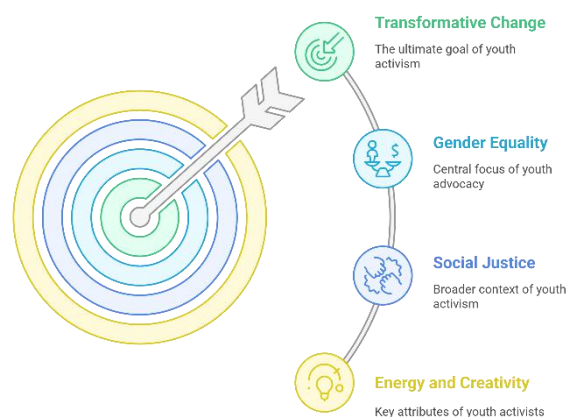 Transformative Change
The ultimate goal of youth
activism
Gender Equality
$
Central focus of youth
advocacy
Social Justice
Broader context of youth
activism
Energy and Creativity
Key attributes of youth activists